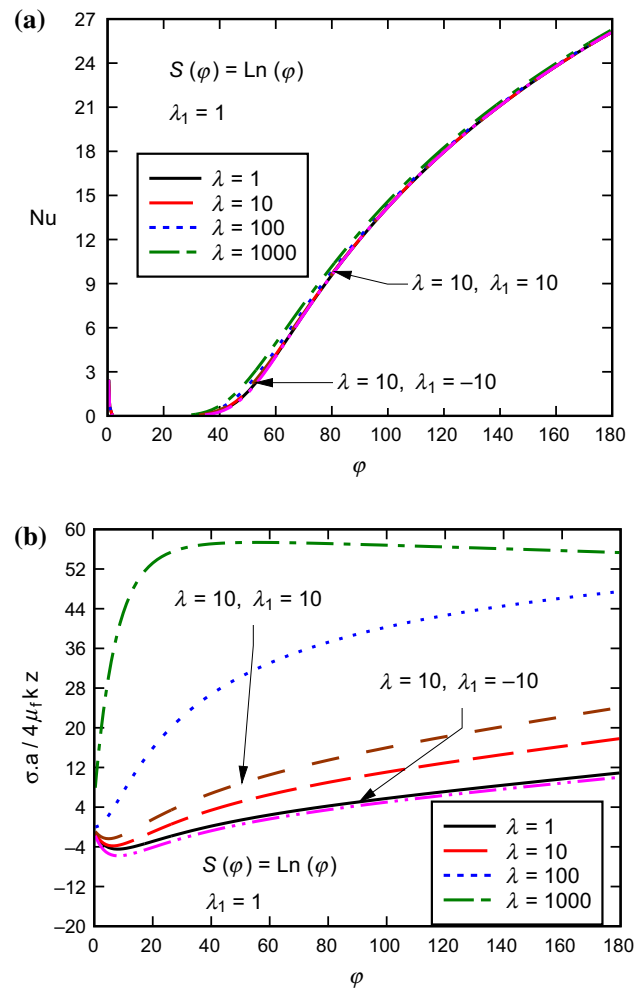 (a)
27
24
21
18
15
12
9
6
3
0
Nu
S (φ) = Ln (φ)
λ₁ = 1
λ = 1
λ = 10
λ = 100
λ = 1000
λ = 10, λ₁ = 10
λ = 10, λ₁ = –10
0 20 40 60 80 100 120 140 160 180
φ
(b)
60
52
44
36
28
20
12
4
–4
–12
–20
σ.a / 4μfk z
λ = 10, λ₁ = 10
λ = 10, λ₁ = –10
S (φ) = Ln (φ)
λ₁ = 1
λ = 1
λ = 10
λ = 100
λ = 1000
0 20 40 60 80 100 120 140 160 180
φ